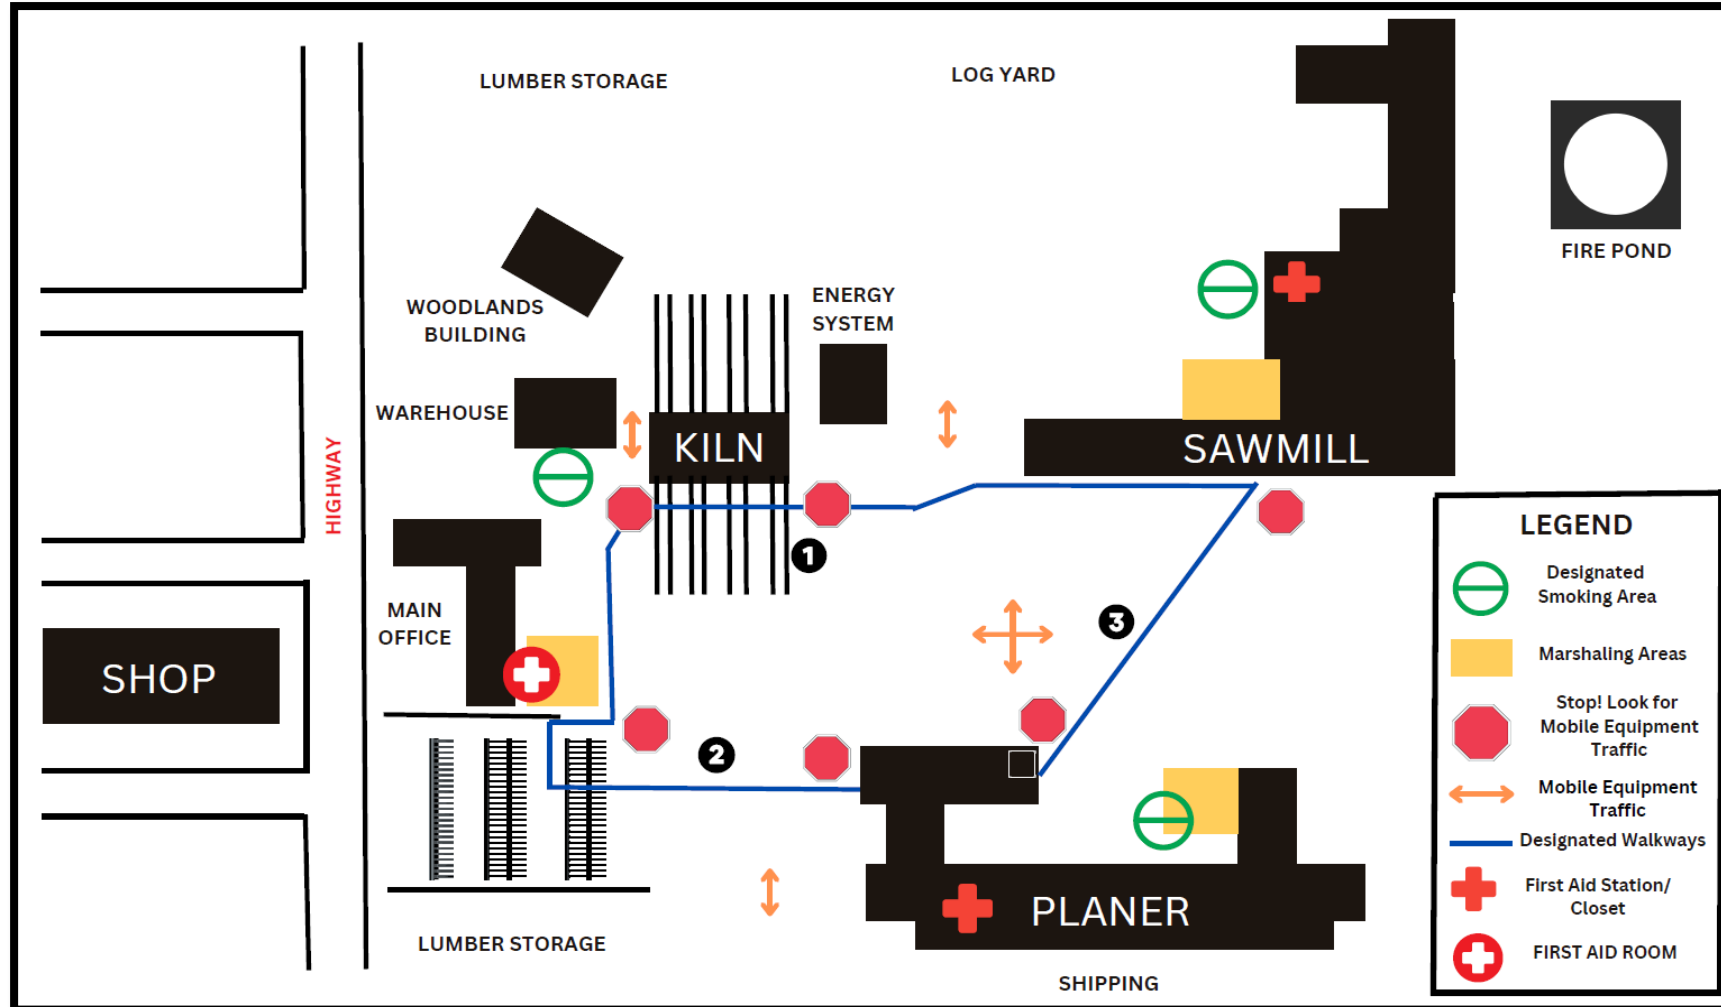 LUMBER STORAGE
LOG YARD
FIRE POND
WOODLANDS
BUILDING
ENERGY
SYSTEM
WAREHOUSE
KILN
SAWMILL
HIGHWAY
1
MAIN
OFFICE
SHOP
3
2
PLANER
LUMBER STORAGE
SHIPPING
LEGEND
Designated
Smoking Area
Marshaling Areas
Stop! Look for
Mobile Equipment
Traffic
Mobile Equipment
Traffic
Designated Walkways
First Aid Station/
Closet
FIRST AID ROOM